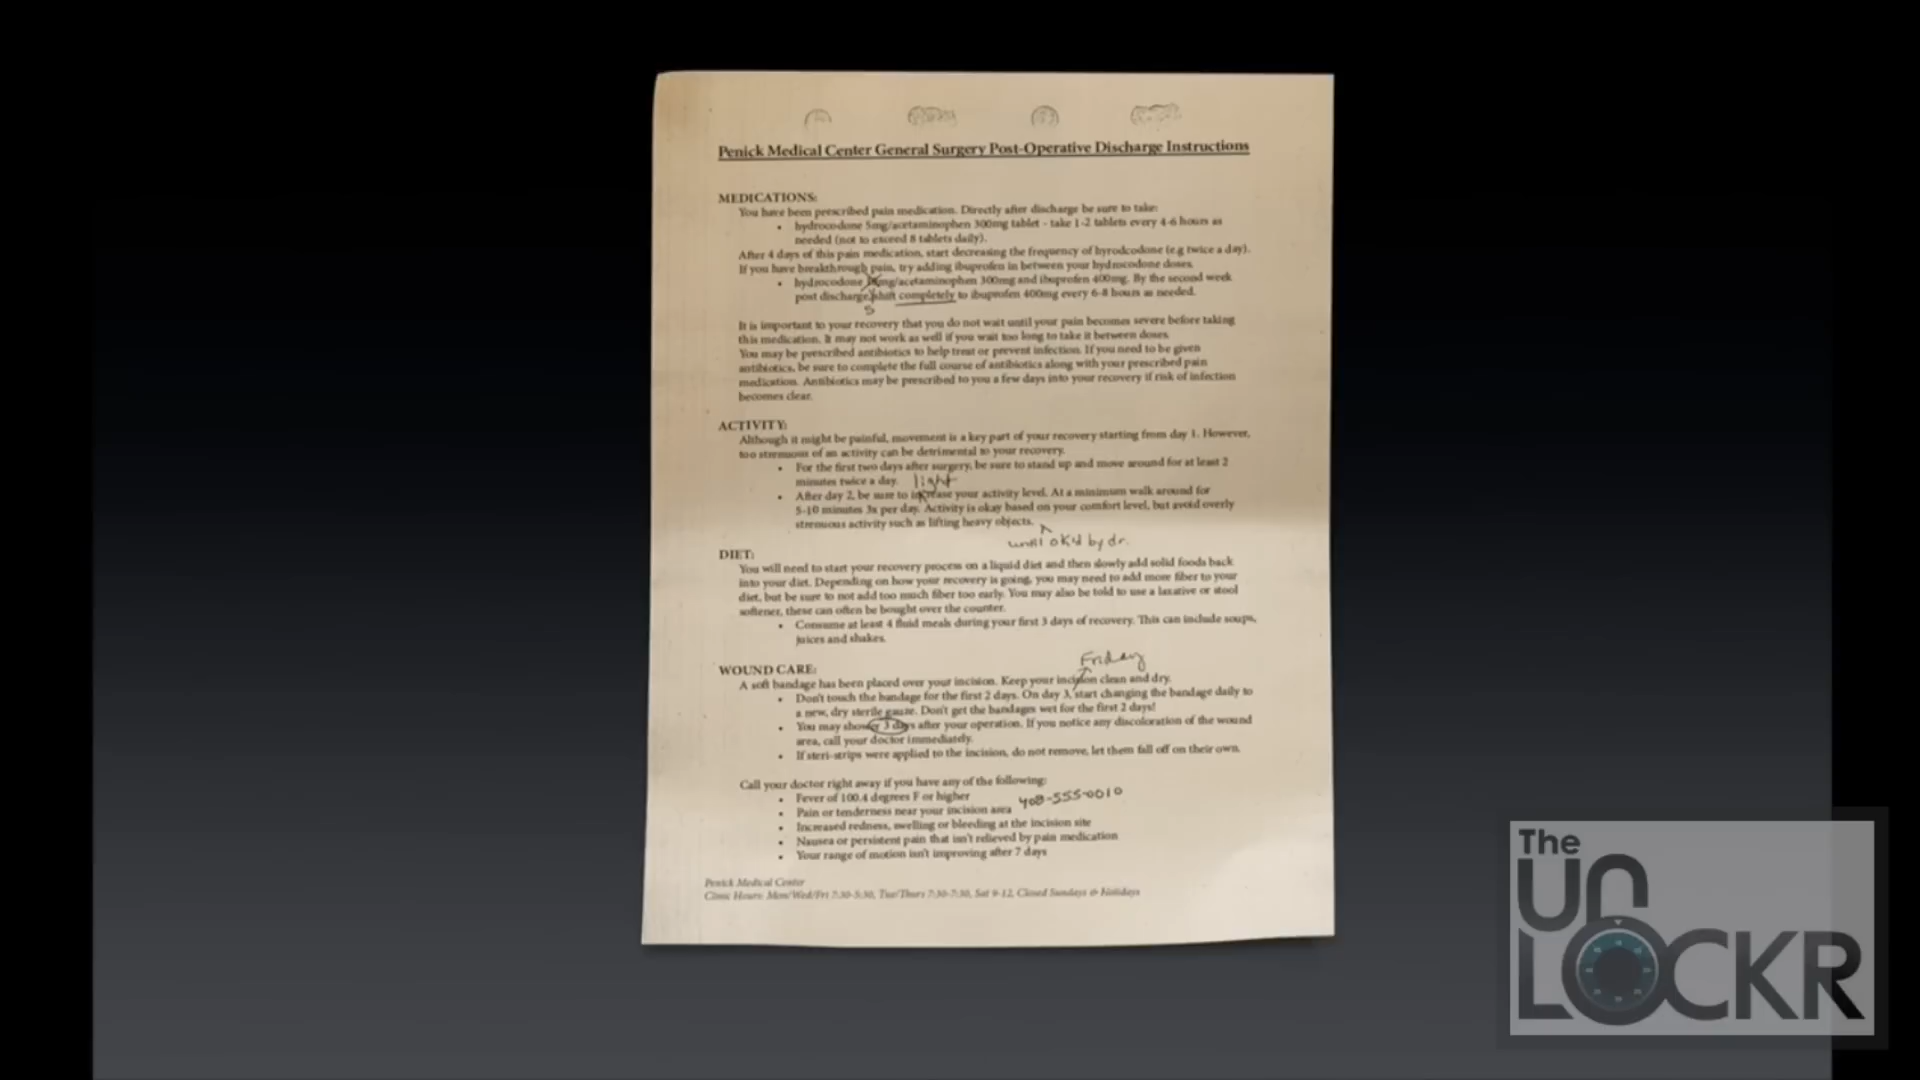 Penick Medical Center General Surgery Post-Operative Discharge Instructions
MEDICATIONS:
You have been prescribed pain medication. Directly after discharge be sure to take:
• hydrocodone 5mg/acetaminophen 300mg tablet - take 1-2 tablets every 4-6 hours as
needed (not to exceed 8 tablets daily).
After 4 days of this pain medication, start decreasing the frequency of hyrodcodone (e.g twice a day).
If you have breakthrough pain, try adding ibuprofen in between your hydrocodone doses.
• hydrocodone mg/acetaminophen 300mg and ibuprofen 400mg. By the second week
post discharge, shift completely to ibuprofen 400mg every 6-8 hours as needed.
5
It is important to your recovery that you do not wait until your pain becomes severe before taking
this medication. It may not work as well if you wait too long to take it between doses.
You may be prescribed antibiotics to help treat or prevent infection. If you need to be given
antibiotics, be sure to complete the full course of antibiotics along with your prescribed pain
medication. Antibiotics may be prescribed to you a few days into your recovery if risk of infection
becomes clear.
ACTIVITY:
Although it might be painful, movement is a key part of your recovery starting from day 1. However,
too strenuous of an activity can be detrimental to your recovery.
• For the first two days after surgery, be sure to stand up and move around for at least 2
minutes twice a day.
light
• After day 2, be sure to increase your activity level. At a minimum walk around for
5-10 minutes 3x per day. Activity is okay based on your comfort level, but avoid overly
strenuous activity such as lifting heavy objects.
until ok'd by dr.
DIET:
You will need to start your recovery process on a liquid diet and then slowly add solid foods back
into your diet. Depending on how your recovery is going, you may need to add more fiber to your
diet, but be sure to not add too much fiber too early. You may also be told to use a laxative or stool
softener, these can often be bought over the counter.
• Consume at least 4 fluid meals during your first 3 days of recovery. This can include soups,
juices and shakes.
Friday
WOUND CARE:
A soft bandage has been placed over your incision. Keep your incision clean and dry.
• Don't touch the bandage for the first 2 days. On day 3, start changing the bandage daily to
a new, dry sterile gauze. Don't get the bandages wet for the first 2 days!
• You may shower 3 days after your operation. If you notice any discoloration of the wound
area, call your doctor immediately.
• If steri-strips were applied to the incision, do not remove, let them fall off on their own.
Call your doctor right away if you have any of the following:
• Fever of 100.4 degrees F or higher
408-555-0010
• Pain or tenderness near your incision area
• Increased redness, swelling or bleeding at the incision site
• Nausea or persistent pain that isn't relieved by pain medication
• Your range of motion isn't improving after 7 days
Penick Medical Center
Clinic Hours: Mon/Wed/Fri 7:30-5:30, Tue/Thurs 7:30-7:30, Sat 9-12, Closed Sundays & Holidays
The
UN
LOCKR